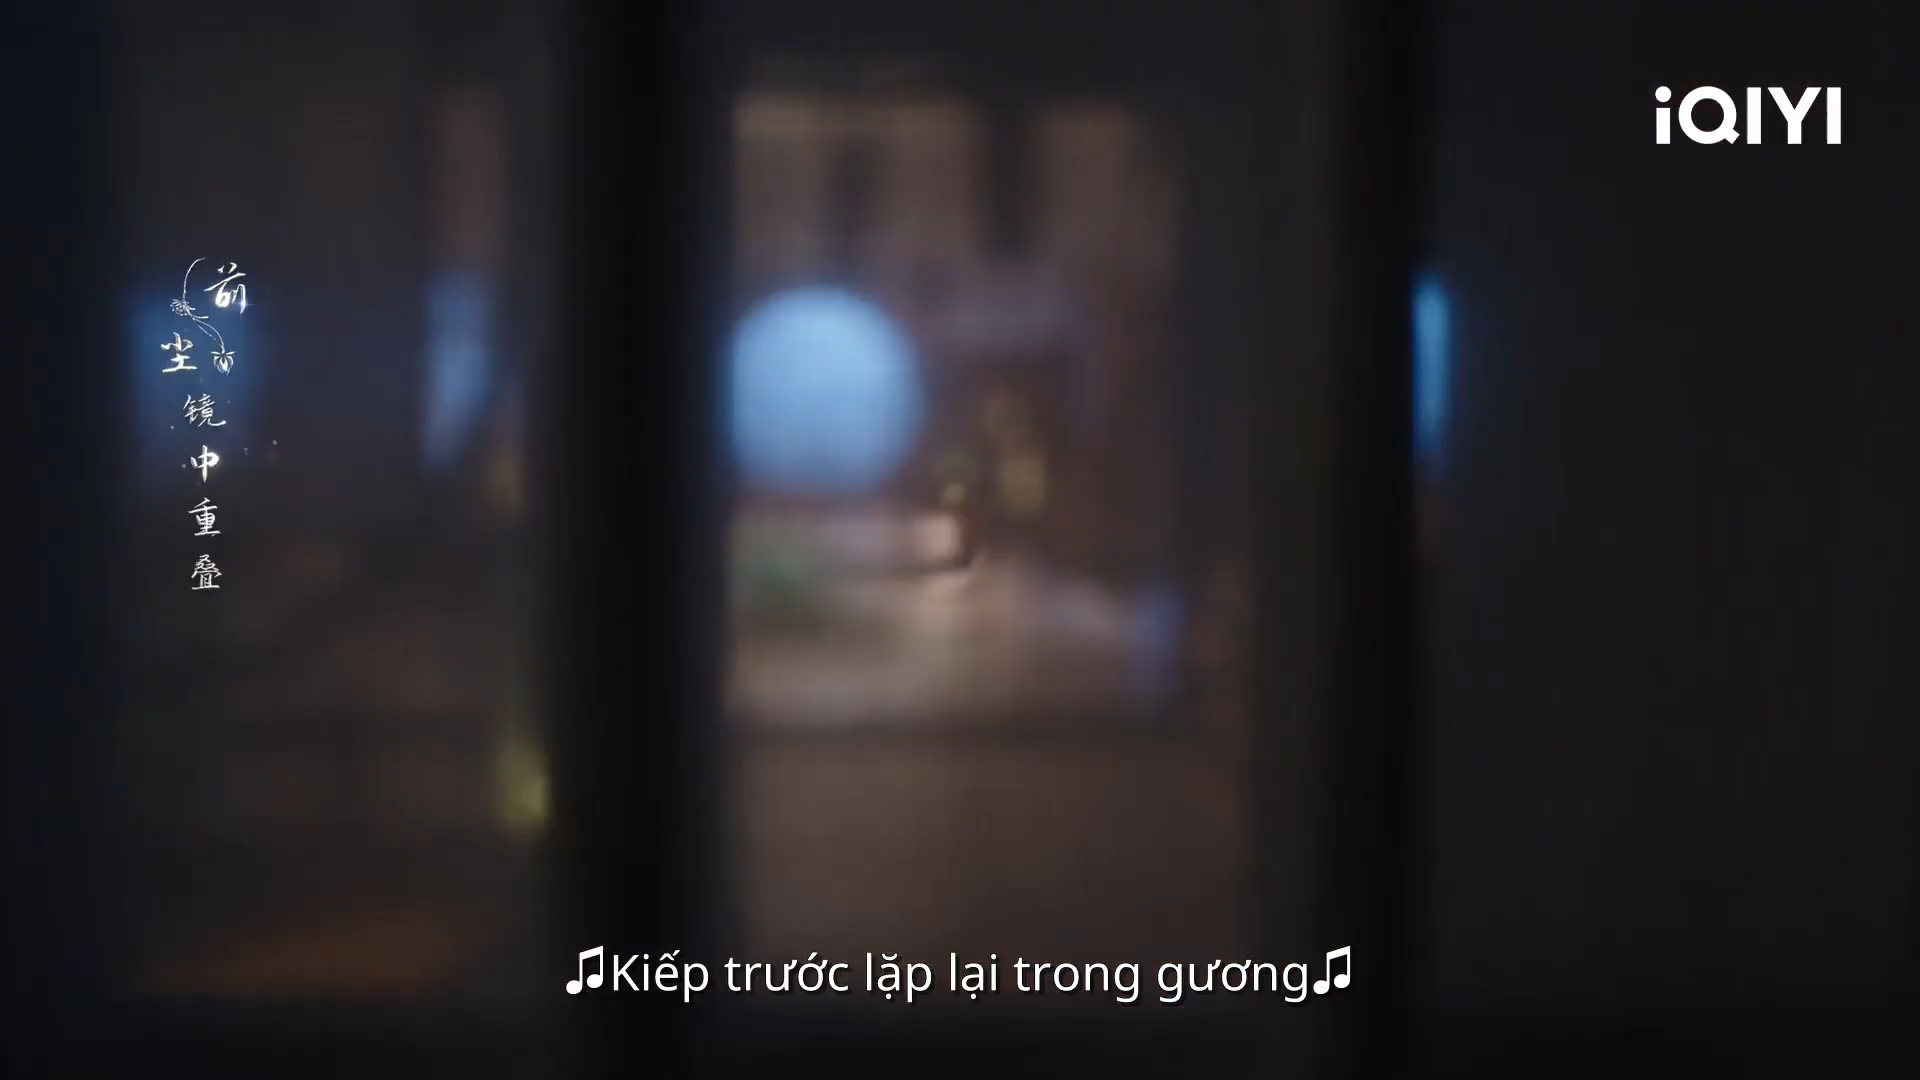 iQIYI
前尘镜中重叠
♫Kiếp trước lặp lại trong gương♫